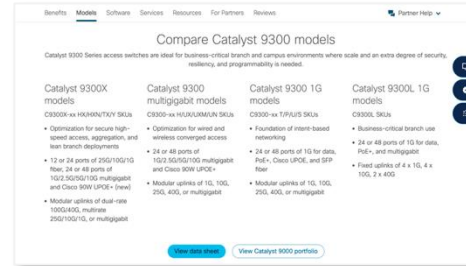 Benefits Models Software Services Resources For Partners Reviews Partner Help
Compare Catalyst 9300 models
Catalyst 9300 Series access switches are ideal for business-critical branch and campus environments where scale and an extra degree of security,
resiliency, and programmability is needed.
Catalyst 9300X
models
C9300X-xx HX/HXN/TX/Y SKUs
• Optimization for secure high-
speed access, aggregation, and
lean branch deployments
• 12 or 24 ports of 25G/10G/1G
fiber, 24 or 48 ports of
1G/2.5G/5G/10G multigigabit
and Cisco 90W UPOE+ (new)
• Modular uplinks of dual-rate
100G/40G, multirate
25G/10G/1G, or multigigabit
Catalyst 9300
multigigabit models
C9300-xx H/UX/UXM/UN SKUs
• Optimization for wired and
wireless converged access
• 24 or 48 ports of
1G/2.5G/5G/10G multigigabit
and Cisco 90W UPOE+
• Modular uplinks of 1G, 10G,
25G, 40G, or multigigabit
Catalyst 9300 1G
models
C9300-xx T/P/U/S SKUs
• Foundation of intent-based
networking
• 24 or 48 ports of 1G for data,
PoE+, Cisco UPOE, and SFP
fiber
• Modular uplinks of 1G, 10G,
25G, 40G, or multigigabit
Catalyst 9300L 1G
models
C9300L SKUs
• Business-critical branch use
• 24 or 48 ports of 1G for data,
PoE+, and multigigabit
• Fixed uplinks of 4 x 1G, 4 x
10G, 2 x 40G
View data sheet View Catalyst 9000 portfolio